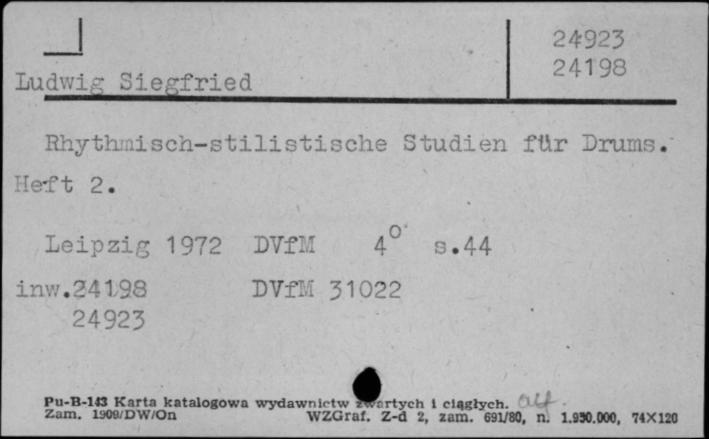 24923
24198
Ludwig Siegfried
Rhythmisch-stilistische Studien für Drums.
Heft 2.
Leipzig 1972 DVfM 4° s.44
inw.24198 DVfM 31022
24923
Pu-B-143 Karta katalogowa wydawnictw zwartych i ciągłych.
Zam. 1909/DW/On WZGraf. Z-d 2, zam. 691/80, n. 1.930.000, 74X120